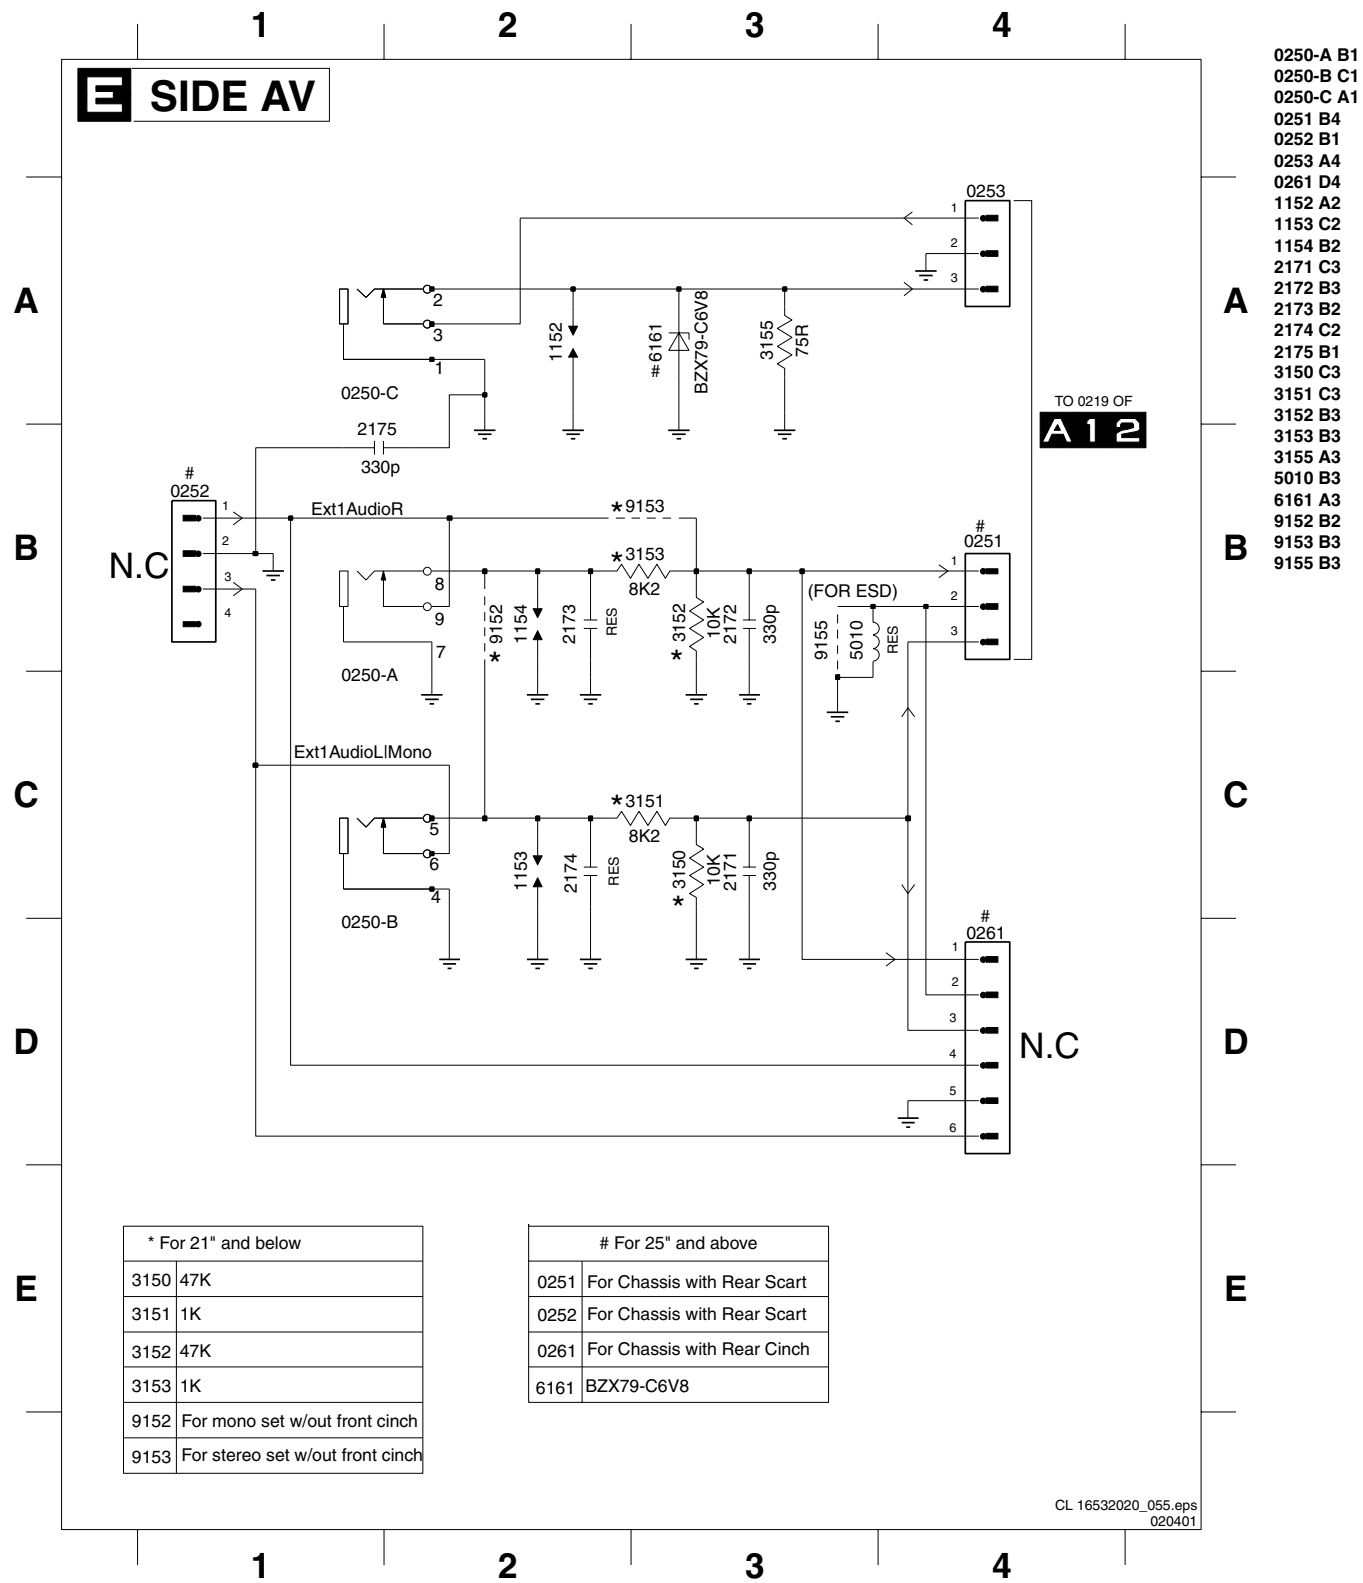 1 2 3 4
E SIDE AV
0250-A B1
0250-B C1
0250-C A1
0251 B4
0252 B1
0253 A4
0261 D4
1152 A2
1153 C2
1154 B2
2171 C3
2172 B3
2173 B2
2174 C2
2175 B1
3150 C3
3151 C3
3152 B3
3153 B3
3155 A3
5010 B3
6161 A3
9152 B2
9153 B3
9155 B3
A
A
0253
1
2
3
2
3
1
0250-C
1152
#6161
BZX79-C6V8
3155
75R
TO 0219 OF
A12
2175
330p
B
B
#
0252
1
2
3
4
N.C
Ext1AudioR
*9153
*3153
8K2
8
9
7
0250-A
*9152
1154
2173
RES
*3152
10K
2172
330p
(FOR ESD)
9155
5010
RES
#
0251
1
2
3
C
C
Ext1AudioL|Mono
5
6
4
0250-B
*3151
8K2
1153
2174
RES
*3150
10K
2171
330p
D
D
#
0261
1
2
3
4
5
6
N.C
E
E
* For 21" and below
3150 47K
3151 1K
3152 47K
3153 1K
9152 For mono set w/out front cinch
9153 For stereo set w/out front cinch
# For 25" and above
0251 For Chassis with Rear Scart
0252 For Chassis with Rear Scart
0261 For Chassis with Rear Cinch
6161 BZX79-C6V8
CL 16532020_055.eps
020401
1 2 3 4